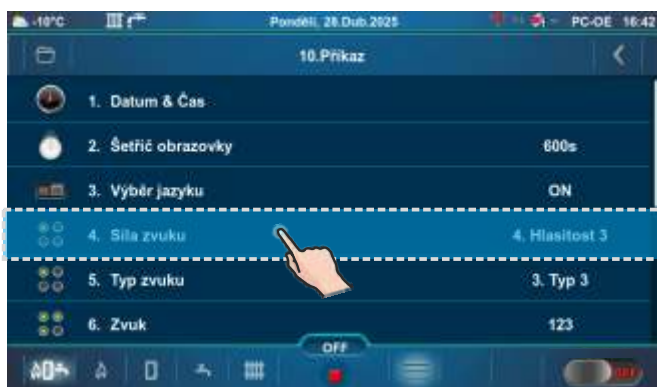 -10°C Pondělí, 28.Dub.2025 PC-OE 16:42
10.Příkaz
1. Datum & Čas
2. Šetřič obrazovky 600s
3. Výběr jazyku ON
4. Síla zvuku 4. Hlasitost 3
5. Typ zvuku 3. Typ 3
6. Zvuk 123
OFF
OFF